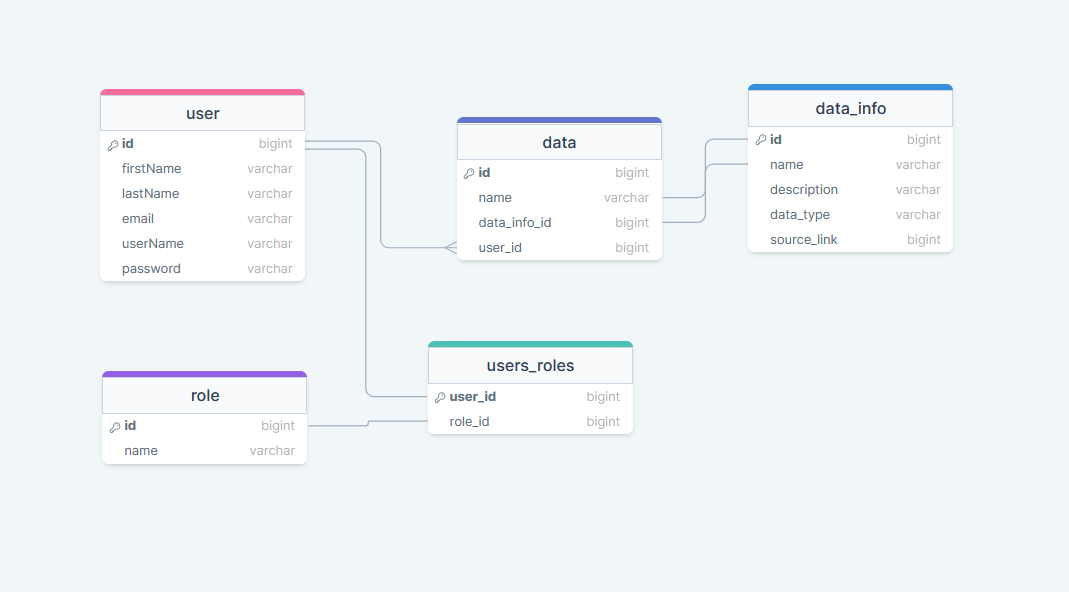 user
id bigint
firstName varchar
lastName varchar
email varchar
userName varchar
password varchar
data
id bigint
name varchar
data_info_id bigint
user_id bigint
data_info
id bigint
name varchar
description varchar
data_type varchar
source_link bigint
role
id bigint
name varchar
users_roles
user_id bigint
role_id bigint